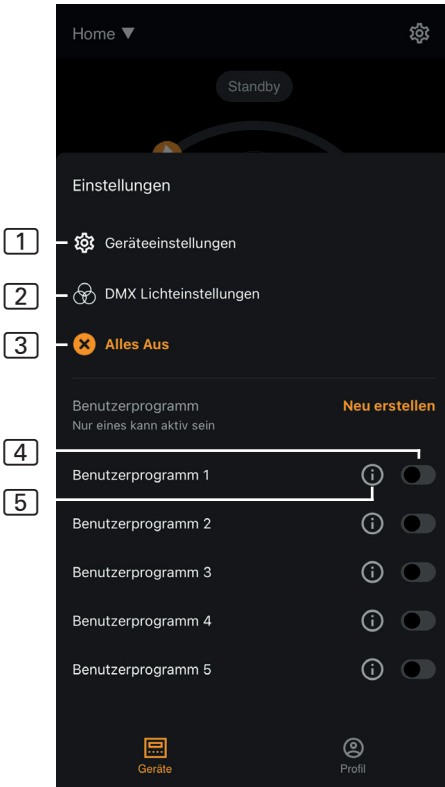 Home ▼
Standby
Einstellungen
1
Geräteeinstellungen
2
DMX Lichteinstellungen
3
Alles Aus
Benutzerprogramm
Neu erstellen
Nur eines kann aktiv sein
4
Benutzerprogramm 1
5
Benutzerprogramm 2
Benutzerprogramm 3
Benutzerprogramm 4
Benutzerprogramm 5
Geräte
Profil